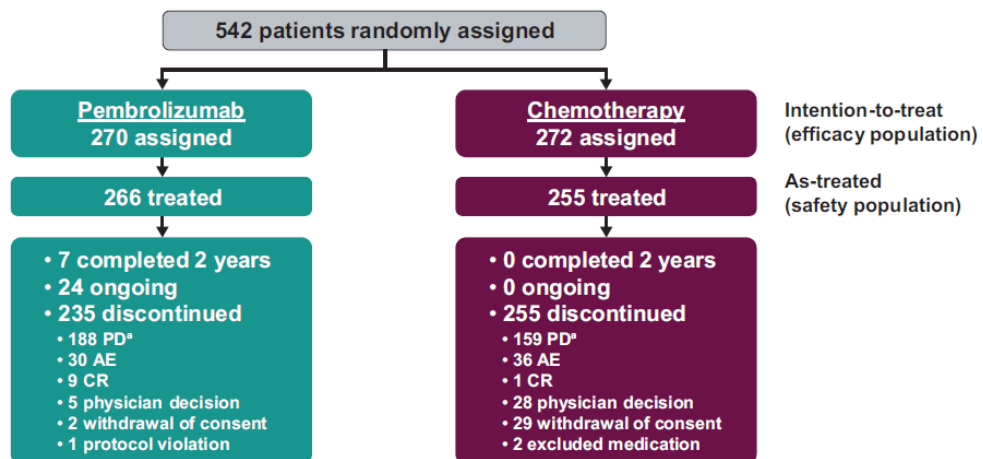 542 patients randomly assigned
Pembrolizumab
270 assigned
Chemotherapy
272 assigned
Intention-to-treat
(efficacy population)
266 treated
255 treated
As-treated
(safety population)
• 7 completed 2 years
• 24 ongoing
• 235 discontinued
• 188 PDᵃ
• 30 AE
• 9 CR
• 5 physician decision
• 2 withdrawal of consent
• 1 protocol violation
• 0 completed 2 years
• 0 ongoing
• 255 discontinued
• 159 PDᵃ
• 36 AE
• 1 CR
• 28 physician decision
• 29 withdrawal of consent
• 2 excluded medication